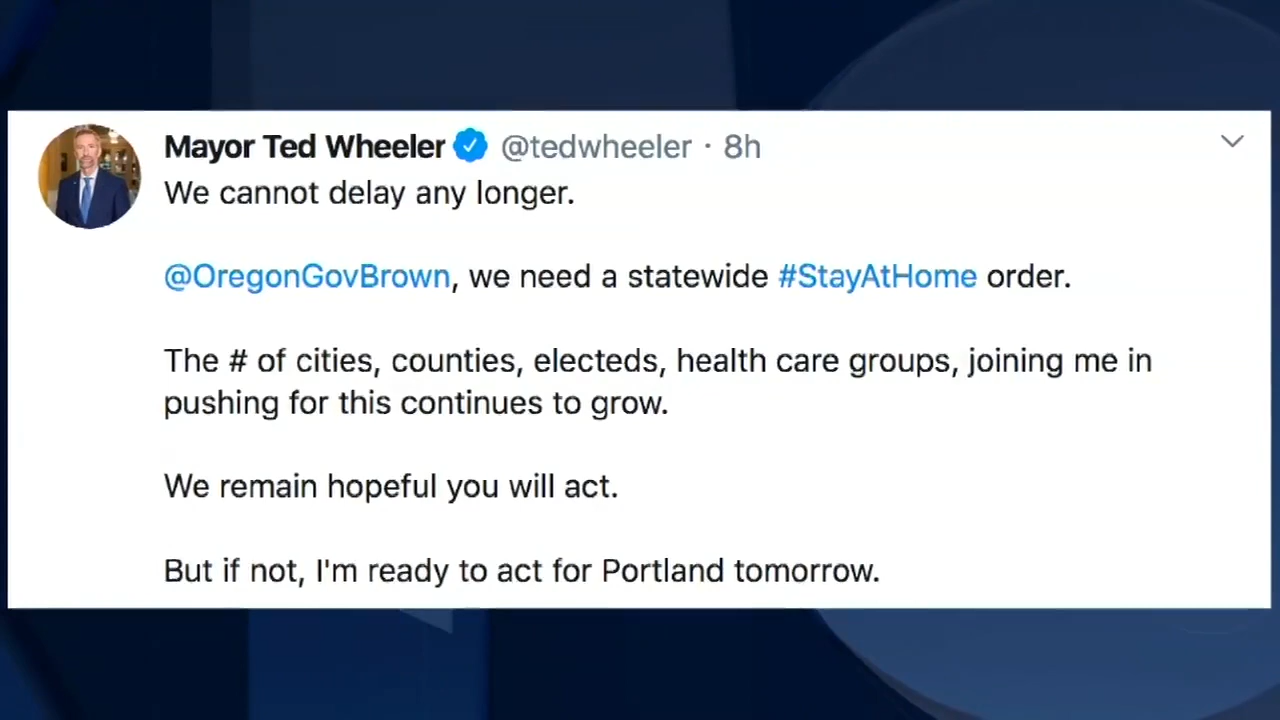 Mayor Ted Wheeler @tedwheeler · 8h
We cannot delay any longer.
@OregonGovBrown, we need a statewide #StayAtHome order.
The # of cities, counties, electeds, health care groups, joining me in
pushing for this continues to grow.
We remain hopeful you will act.
But if not, I'm ready to act for Portland tomorrow.